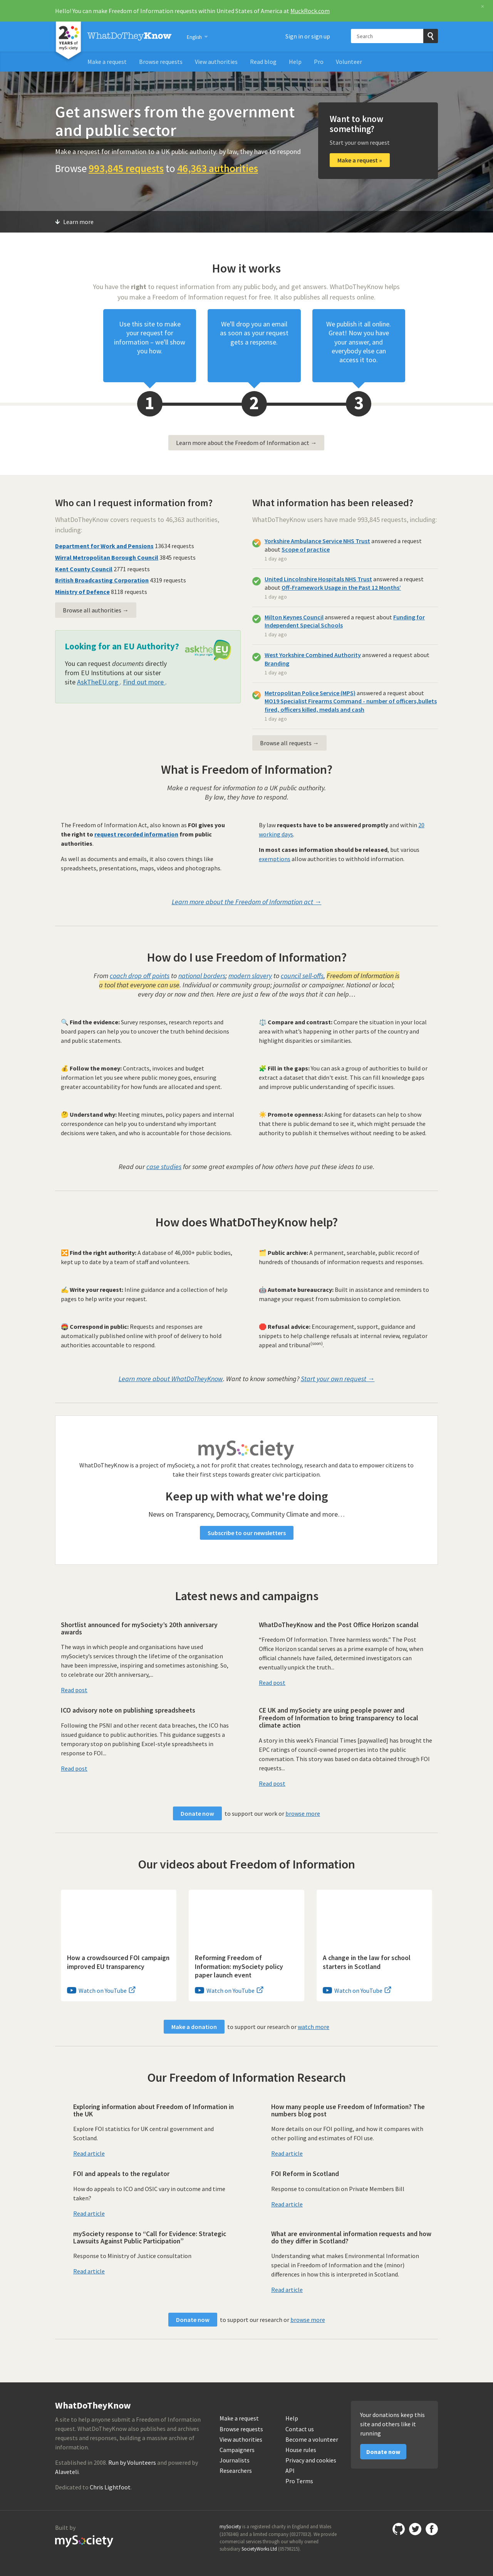 Hello! You can make Freedom of Information requests within United States of America at MuckRock.com
×
20 YEARS of mySociety
WhatDoTheyKnow
English
Sign in or sign up
Search
Make a request
Browse requests
View authorities
Read blog
Help
Pro
Volunteer
Get answers from the government
and public sector
Make a request for information to a UK public authority: by law, they have to respond
Browse 993,845 requests to 46,363 authorities
Want to know
something?
Start your own request
Make a request »
Learn more
How it works
You have the right to request information from any public body, and get answers. WhatDoTheyKnow helps
you make a Freedom of Information request for free. It also publishes all requests online.
Use this site to make
your request for
information – we'll show
you how.
We'll drop you an email
as soon as your request
gets a response.
We publish it all online.
Great! Now you have
your answer, and
everybody else can
access it too.
1
2
3
Learn more about the Freedom of Information act →
Who can I request information from?
WhatDoTheyKnow covers requests to 46,363 authorities,
including:
Department for Work and Pensions 13634 requests
Wirral Metropolitan Borough Council 3845 requests
Kent County Council 2771 requests
British Broadcasting Corporation 4319 requests
Ministry of Defence 8118 requests
Browse all authorities →
Looking for an EU Authority?
You can request documents directly
from EU Institutions at our sister
site AskTheEU.org . Find out more .
asktheEU
What information has been released?
WhatDoTheyKnow users have made 993,845 requests, including:
Yorkshire Ambulance Service NHS Trust answered a request
about Scope of practice
1 day ago
United Lincolnshire Hospitals NHS Trust answered a request
about Off-Framework Usage in the Past 12 Months'
1 day ago
Milton Keynes Council answered a request about Funding for
Independent Special Schools
1 day ago
West Yorkshire Combined Authority answered a request about
Branding
1 day ago
Metropolitan Police Service (MPS) answered a request about
MO19 Specialist Firearms Command - number of officers,bullets
fired, officers killed, medals and cash
1 day ago
Browse all requests →
What is Freedom of Information?
Make a request for information to a UK public authority.
By law, they have to respond.
The Freedom of Information Act, also known as FOI gives you
the right to request recorded information from public
authorities.
As well as documents and emails, it also covers things like
spreadsheets, presentations, maps, videos and photographs.
By law requests have to be answered promptly and within 20
working days.
In most cases information should be released, but various
exemptions allow authorities to withhold information.
Learn more about the Freedom of Information act →
How do I use Freedom of Information?
From coach drop off points to national borders; modern slavery to council sell-offs, Freedom of Information is
a tool that everyone can use. Individual or community group; journalist or campaigner. National or local;
every day or now and then. Here are just a few of the ways that it can help…
🔍 Find the evidence: Survey responses, research reports and
board papers can help you to uncover the truth behind decisions
and public statements.
⚖️ Compare and contrast: Compare the situation in your local
area with what's happening in other parts of the country and
highlight disparities or similarities.
💰 Follow the money: Contracts, invoices and budget
information let you see where public money goes, ensuring
greater accountability for how funds are allocated and spent.
🧩 Fill in the gaps: You can ask a group of authorities to build or
extract a dataset that didn't exist. This can fill knowledge gaps
and improve public understanding of specific issues.
🤔 Understand why: Meeting minutes, policy papers and internal
correspondence can help you to understand why important
decisions were taken, and who is accountable for those decisions.
☀️ Promote openness: Asking for datasets can help to show
that there is public demand to see it, which might persuade the
authority to publish it themselves without needing to be asked.
Read our case studies for some great examples of how others have put these ideas to use.
How does WhatDoTheyKnow help?
🔀 Find the right authority: A database of 46,000+ public bodies,
kept up to date by a team of staff and volunteers.
🗂️ Public archive: A permanent, searchable, public record of
hundreds of thousands of information requests and responses.
✍️ Write your request: Inline guidance and a collection of help
pages to help write your request.
🤖 Automate bureaucracy: Built in assistance and reminders to
manage your request from submission to completion.
Correspond in public: Requests and responses are
automatically published online with proof of delivery to hold
authorities accountable to respond.
🛑 Refusal advice: Encouragement, support, guidance and
snippets to help challenge refusals at internal review, regulator
appeal and tribunal(soon).
Learn more about WhatDoTheyKnow. Want to know something? Start your own request →
mySociety
WhatDoTheyKnow is a project of mySociety, a not for profit that creates technology, research and data to empower citizens to
take their first steps towards greater civic participation.
Keep up with what we're doing
News on Transparency, Democracy, Community Climate and more…
Subscribe to our newsletters
Latest news and campaigns
Shortlist announced for mySociety's 20th anniversary
awards
The ways in which people and organisations have used
mySociety's services through the lifetime of the organisation
have been impressive, inspiring and sometimes astonishing. So,
to celebrate our 20th anniversary,...
Read post
WhatDoTheyKnow and the Post Office Horizon scandal
“Freedom Of Information. Three harmless words.” The Post
Office Horizon scandal serves as a prime example of how, when
official channels have failed, determined investigators can
eventually unpick the truth...
Read post
ICO advisory note on publishing spreadsheets
Following the PSNI and other recent data breaches, the ICO has
issued guidance to public authorities. This guidance suggests a
temporary stop on publishing Excel-style spreadsheets in
response to FOI...
Read post
CE UK and mySociety are using people power and
Freedom of Information to bring transparency to local
climate action
A story in this week's Financial Times [paywalled] has brought the
EPC ratings of council-owned properties into the public
conversation. This story was based on data obtained through FOI
requests...
Read post
Donate now to support our work or browse more
Our videos about Freedom of Information
How a crowdsourced FOI campaign
improved EU transparency
Watch on YouTube
Reforming Freedom of
Information: mySociety policy
paper launch event
Watch on YouTube
A change in the law for school
starters in Scotland
Watch on YouTube
Make a donation to support our research or watch more
Our Freedom of Information Research
Exploring information about Freedom of Information in
the UK
Explore FOI statistics for UK central government and
Scotland.
Read article
How many people use Freedom of Information? The
numbers blog post
More details on our FOI polling, and how it compares with
other polling and estimates of FOI use.
Read article
FOI and appeals to the regulator
How do appeals to ICO and OSIC vary in outcome and time
taken?
Read article
FOI Reform in Scotland
Response to consultation on Private Members Bill
Read article
mySociety response to “Call for Evidence: Strategic
Lawsuits Against Public Participation”
Response to Ministry of Justice consultation
Read article
What are environmental information requests and how
do they differ in Scotland?
Understanding what makes Environmental Information
special in Freedom of Information and the (minor)
differences in how this is interpreted in Scotland.
Read article
Donate now to support our research or browse more
WhatDoTheyKnow
A site to help anyone submit a Freedom of Information
request. WhatDoTheyKnow also publishes and archives
requests and responses, building a massive archive of
information.
Established in 2008. Run by Volunteers and powered by
Alaveteli.
Dedicated to Chris Lightfoot.
Make a request
Browse requests
View authorities
Campaigners
Journalists
Researchers
Help
Contact us
Become a volunteer
House rules
Privacy and cookies
API
Pro Terms
Your donations keep this
site and others like it
running
Donate now
Built by
mySociety
mySociety is a registered charity in England and Wales
(1076346) and a limited company (03277032). We provide
commercial services through our wholly owned
subsidiary SocietyWorks Ltd (05798215).